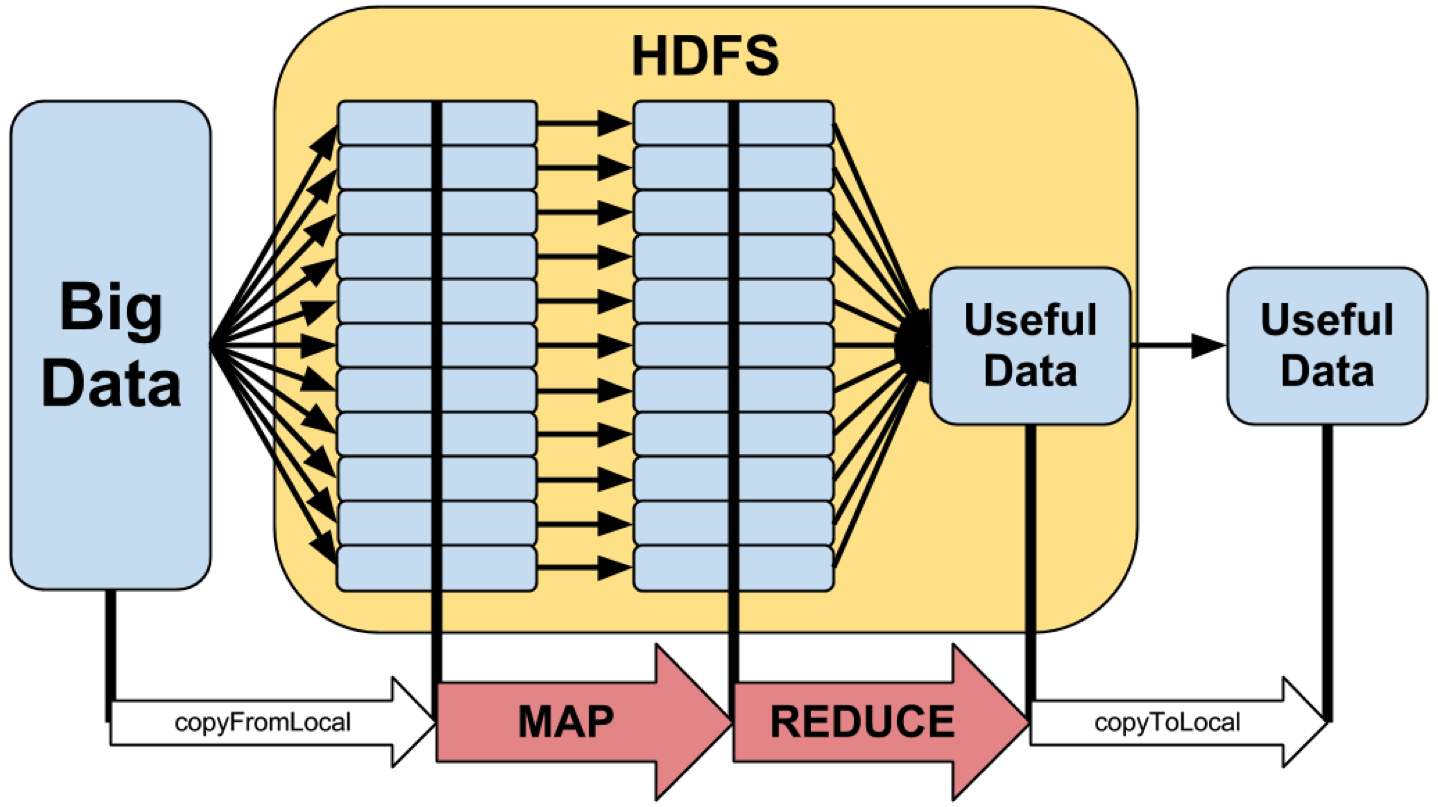 HDFS
Big
Data
Useful
Data
Useful
Data
copyFromLocal
MAP
REDUCE
copyToLocal